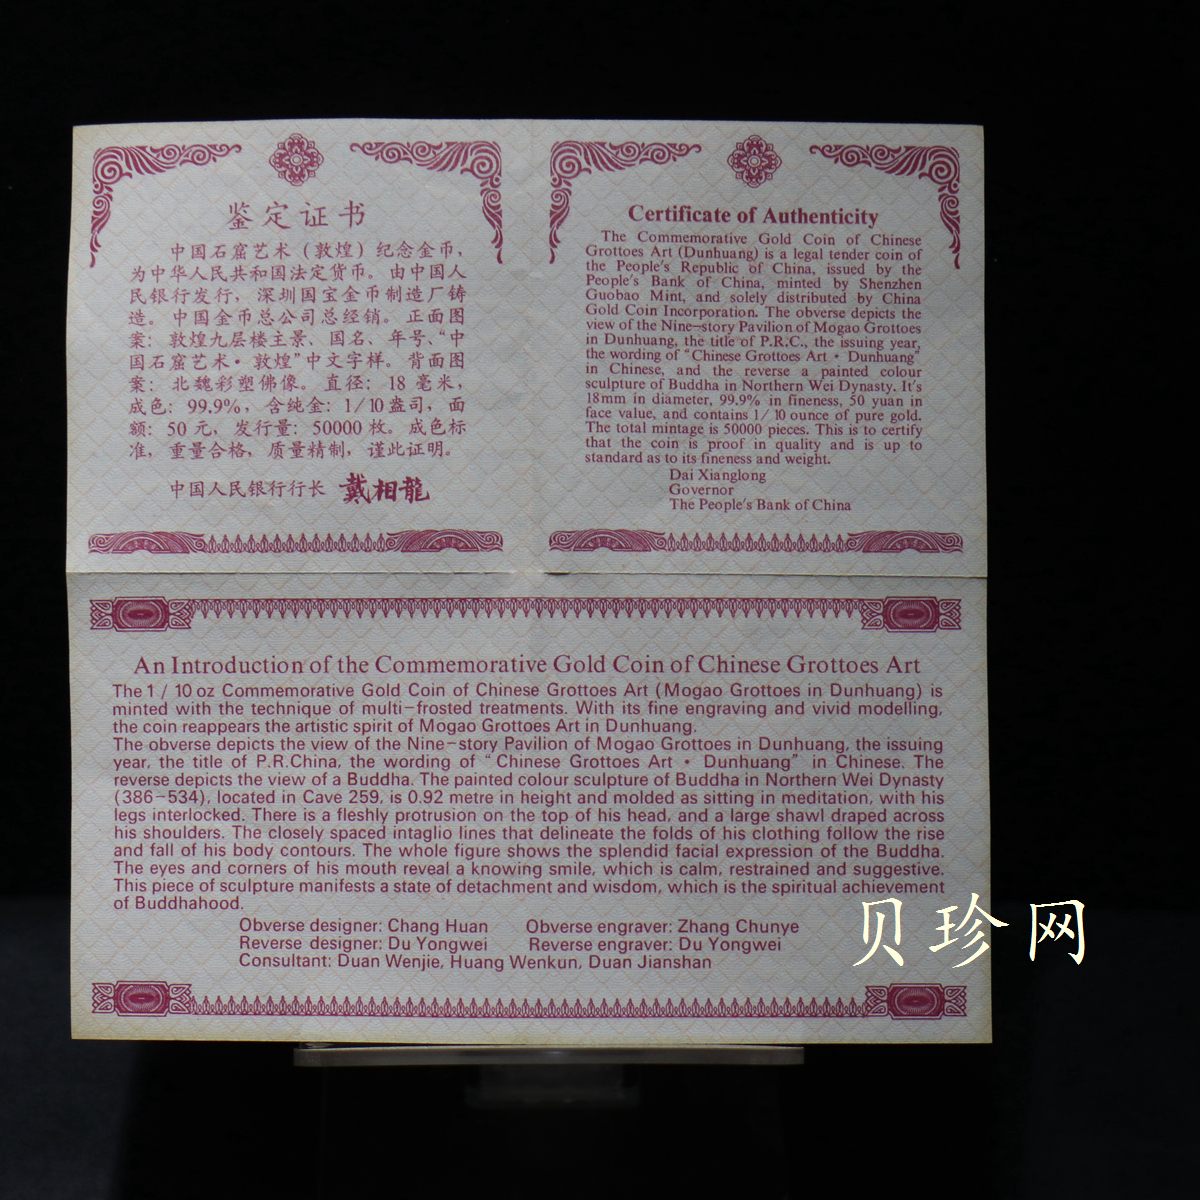 鉴定证书
中国石窟艺术（敦煌）纪念金币，
为中华人民共和国法定货币。由中国人
民银行发行，深圳国宝金币制造厂铸
造。中国金币总公司总经销。正面图
案：敦煌九层楼主景、国名、年号、“中
国石窟艺术·敦煌”中文字样。背面图
案：北魏彩塑佛像。直径：18 毫米，
成色：99.9%，含纯金：1/10盎司，面
额：50 元，发行量：50000 枚。成色标
准，重量合格，质量精制，谨此证明。
中国人民银行行长 戴相龍
Certificate of Authenticity
The Commemorative Gold Coin of Chinese
Grottoes Art (Dunhuang) is a legal tender coin of
the People's Republic of China, issued by the
People's Bank of China, minted by Shenzhen
Guobao Mint, and solely distributed by China
Gold Coin Incorporation. The obverse depicts the
view of the Nine-story Pavilion of Mogao Grottoes
in Dunhuang, the title of P.R.C., the issuing year,
the wording of "Chinese Grottoes Art · Dunhuang"
in Chinese, and the reverse a painted colour
sculpture of Buddha in Northern Wei Dynasty. It's
18mm in diameter, 99.9% in fineness, 50 yuan in
face value, and contains 1/10 ounce of pure gold.
The total mintage is 50000 pieces. This is to certify
that the coin is proof in quality and is up to
standard as to its fineness and weight.
Dai Xianglong
Governor
The People's Bank of China
An Introduction of the Commemorative Gold Coin of Chinese Grottoes Art
The 1/10 oz Commemorative Gold Coin of Chinese Grottoes Art (Mogao Grottoes in Dunhuang) is
minted with the technique of multi-frosted treatments. With its fine engraving and vivid modelling,
the coin reappears the artistic spirit of Mogao Grottoes Art in Dunhuang.
The obverse depicts the view of the Nine-story Pavilion of Mogao Grottoes in Dunhuang, the issuing
year, the title of P.R.China, the wording of "Chinese Grottoes Art · Dunhuang" in Chinese. The
reverse depicts the view of a Buddha. The painted colour sculpture of Buddha in Northern Wei Dynasty
(386-534), located in Cave 259, is 0.92 metre in height and molded as sitting in meditation, with his
legs interlocked. There is a fleshly protrusion on the top of his head, and a large shawl draped across
his shoulders. The closely spaced intaglio lines that delineate the folds of his clothing follow the rise
and fall of his body contours. The whole figure shows the splendid facial expression of the Buddha.
The eyes and corners of his mouth reveal a knowing smile, which is calm, restrained and suggestive.
This piece of sculpture manifests a state of detachment and wisdom, which is the spiritual achievement
of Buddhahood.
Obverse designer: Chang Huan Obverse engraver: Zhang Chunye
Reverse designer: Du Yongwei Reverse engraver: Du Yongwei
Consultant: Duan Wenjie, Huang Wenkun, Duan Jianshan
贝珍网